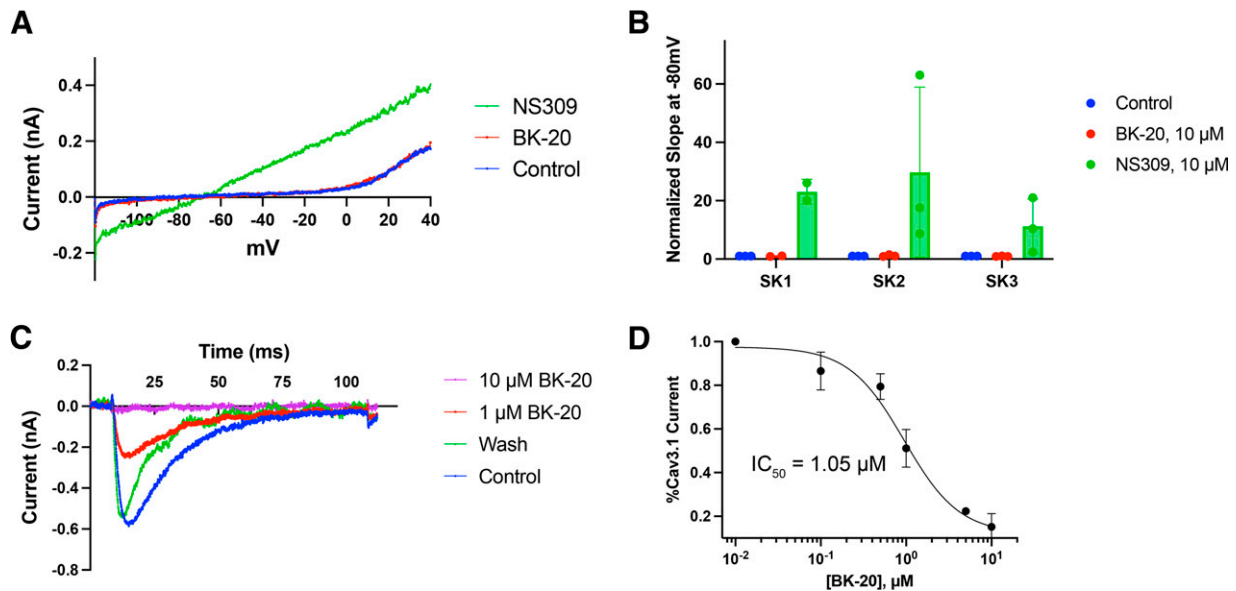 A
Current (nA)
0.4
0.2
0.0
-0.2
-100 -80 -60 -40 -20 0 20 40
mV
NS309
BK-20
Control
B
Normalized Slope at -80mV
60
40
20
0
SK1 SK2 SK3
Control
BK-20, 10 µM
NS309, 10 µM
C
Time (ms)
25 50 75 100
Current (nA)
0.2
0.0
-0.2
-0.4
-0.6
-0.8
10 µM BK-20
1 µM BK-20
Wash
Control
D
%Cav3.1 Current
1.0
0.8
0.6
0.4
0.2
IC50 = 1.05 µM
10-2 10-1 100 101
[BK-20], µM